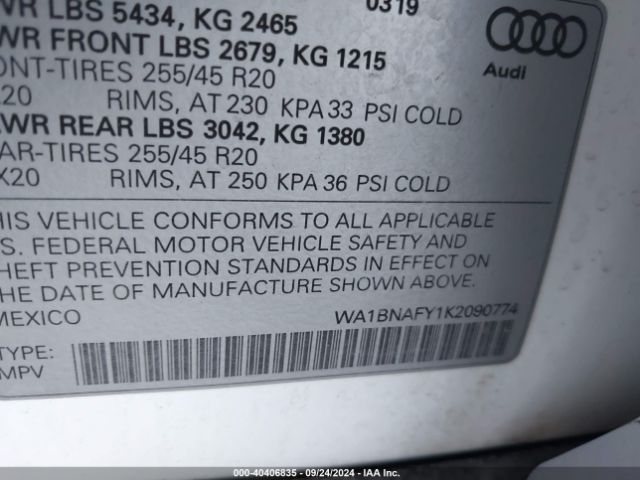 0319
WR LBS 5434, KG 2465
WR FRONT LBS 2679, KG 1215
ONT-TIRES 255/45 R20
20 RIMS, AT 230 KPA 33 PSI COLD
WR REAR LBS 3042, KG 1380
AR-TIRES 255/45 R20
X20 RIMS, AT 250 KPA 36 PSI COLD
Audi
HIS VEHICLE CONFORMS TO ALL APPLICABLE
.S. FEDERAL MOTOR VEHICLE SAFETY AND
HEFT PREVENTION STANDARDS IN EFFECT ON
HE DATE OF MANUFACTURE SHOWN ABOVE.
MEXICO WA1BNAFY1K2090774
TYPE:
MPV
000-40406835 - 09/24/2024 - IAAI Inc.